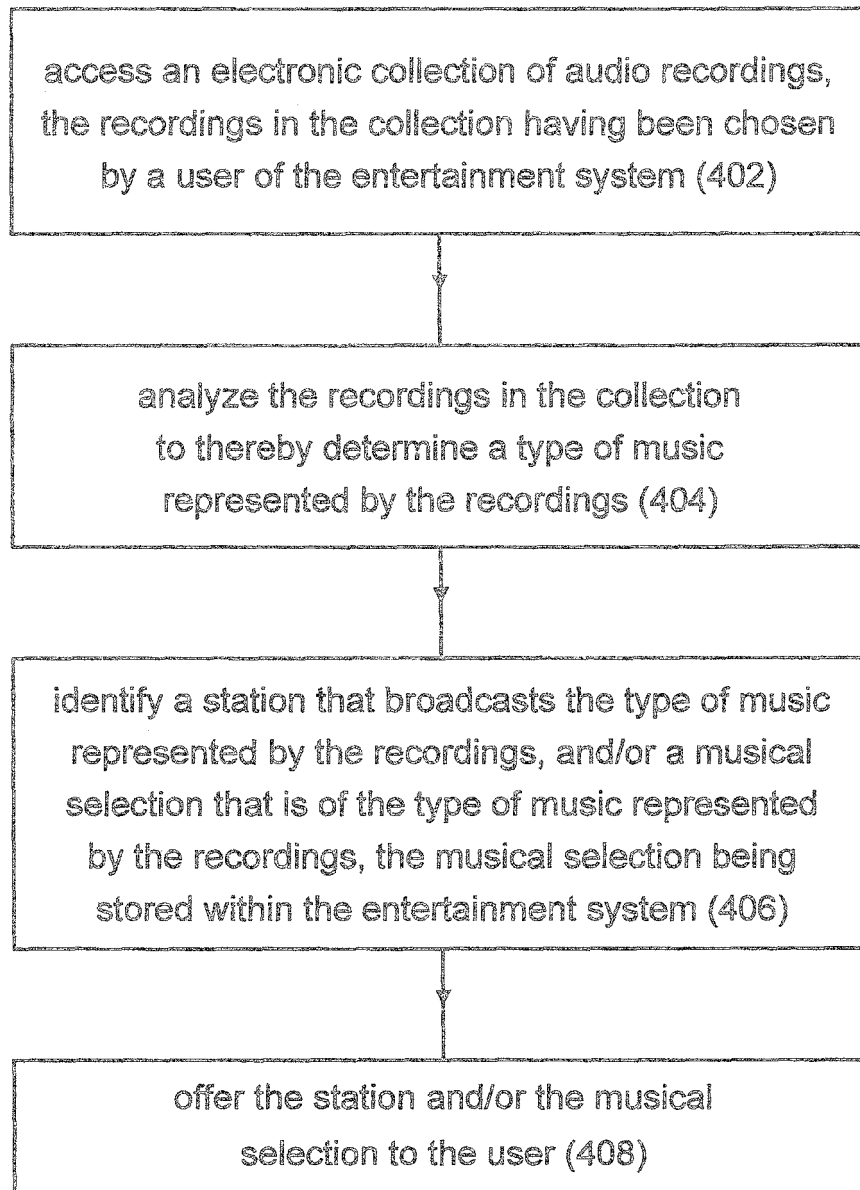 access an electronic collection of audio recordings,
the recordings in the collection having been chosen
by a user of the entertainment system (402)
analyze the recordings in the collection
to thereby determine a type of music
represented by the recordings (404)
identify a station that broadcasts the type of music
represented by the recordings, and/or a musical
selection that is of the type of music represented
by the recordings, the musical selection being
stored within the entertainment system (406)
offer the station and/or the musical
selection to the user (408)